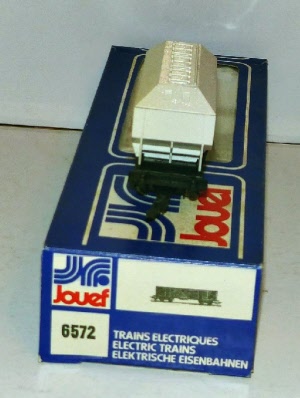 Jouef
Jouef
6572
TRAINS ELECTRIQUES
ELECTRIC TRAINS
ELEKTRISCHE EISENBAHNEN